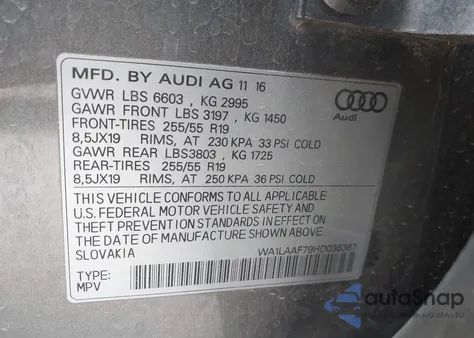 MFD. BY AUDI AG 11 16
GVWR LBS 6603 , KG 2995
GAWR FRONT LBS 3197 , KG 1450
FRONT-TIRES 255/55 R19
8,5JX19 RIMS, AT 230 KPA 33 PSI COLD
GAWR REAR LBS3803 , KG 1725
REAR-TIRES 255/55 R19
8,5JX19 RIMS, AT 250 KPA 36 PSI COLD
Audi
THIS VEHICLE CONFORMS TO ALL APPLICABLE
U.S. FEDERAL MOTOR VEHICLE SAFETY AND
THEFT PREVENTION STANDARDS IN EFFECT ON
THE DATE OF MANUFACTURE SHOWN ABOVE.
SLOVAKIA
WA1LAAF79HD036367
TYPE:
MPV
autoSnap